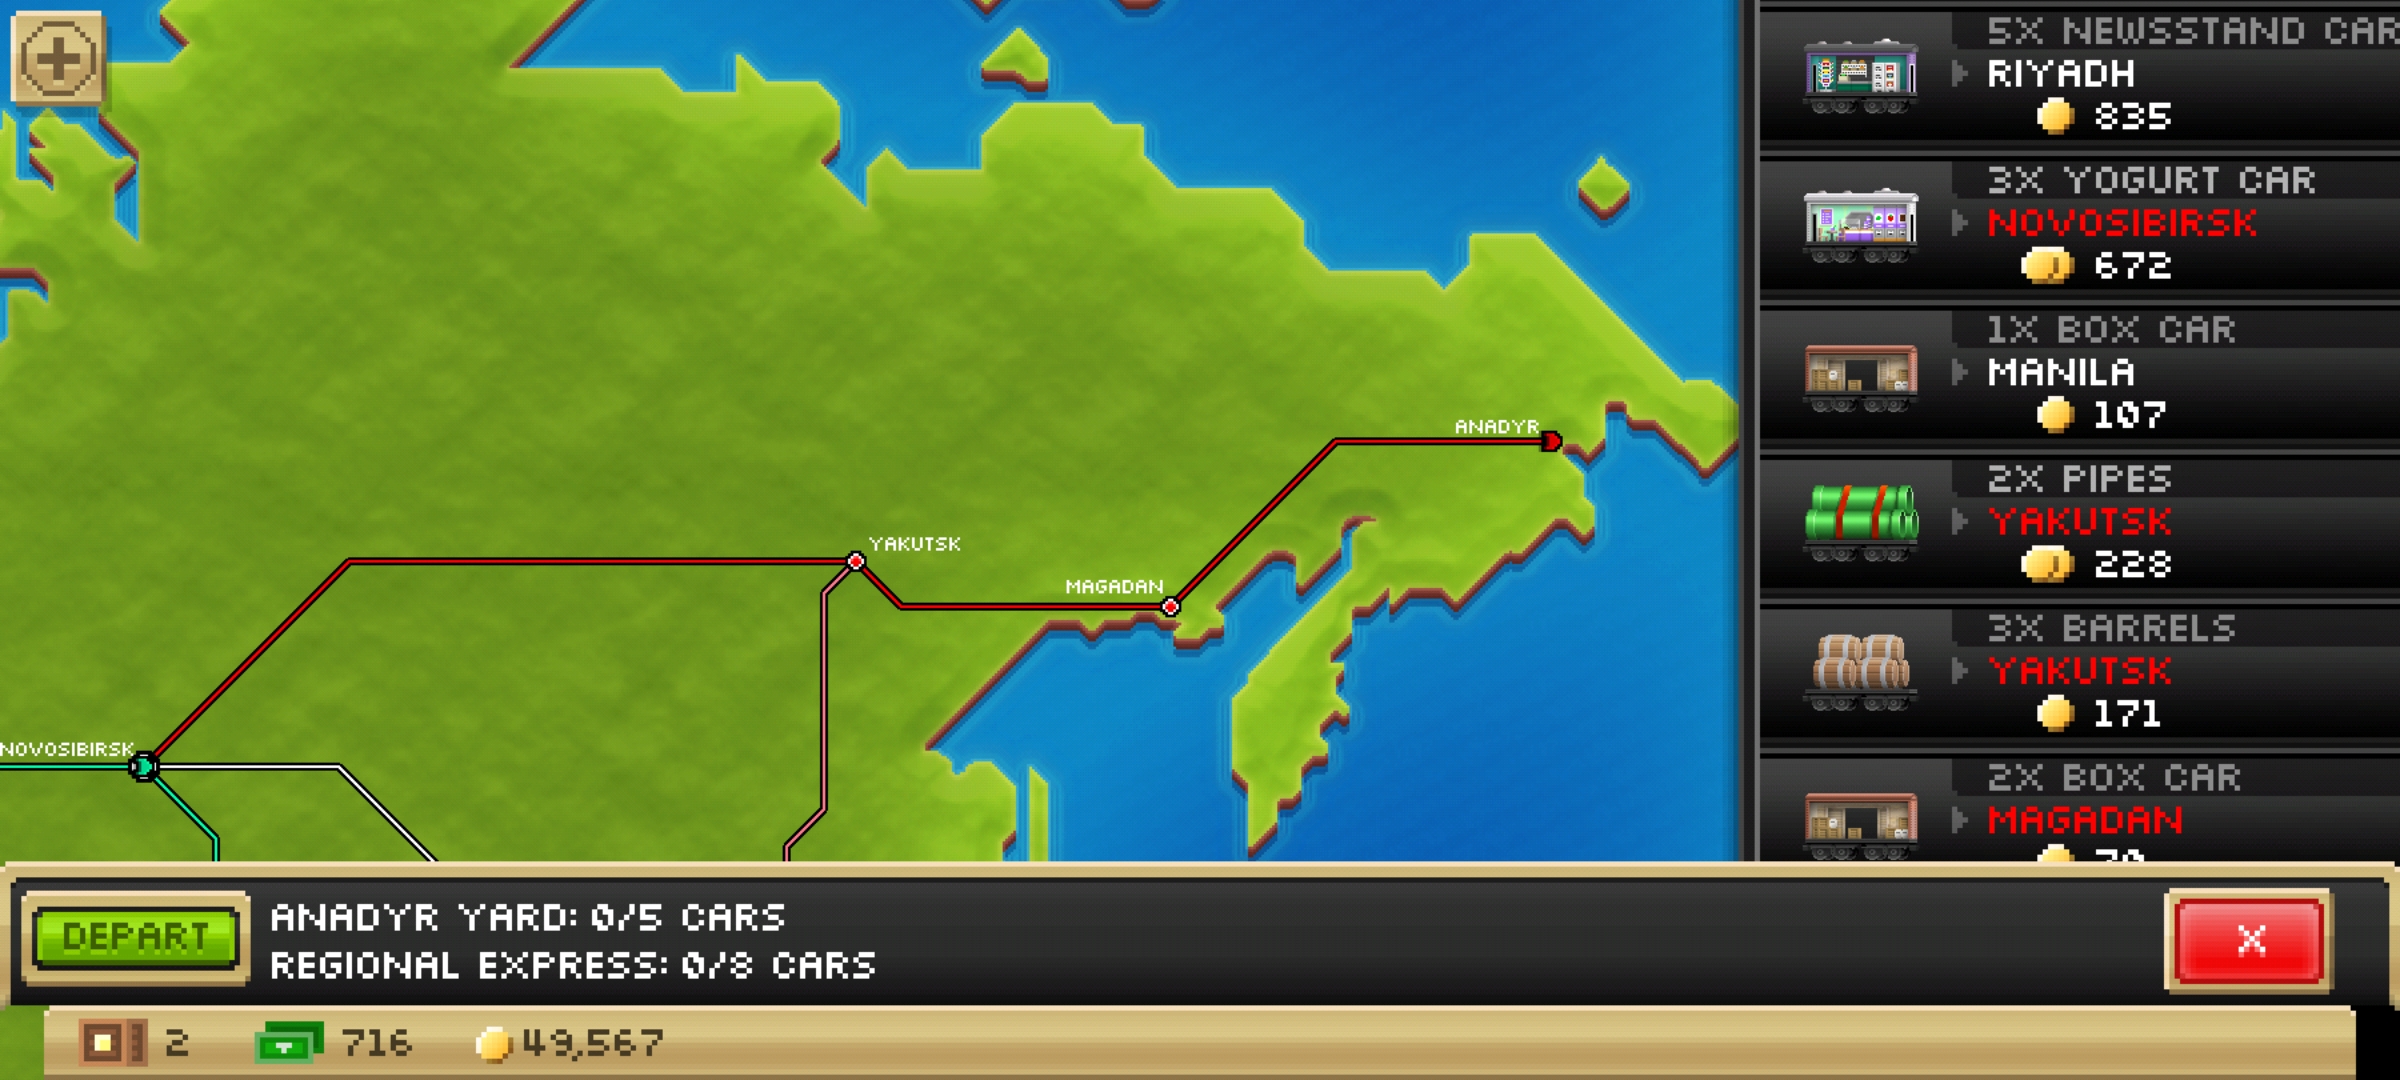 5X NEWSSTAND CAR
RIYADH
835
3X YOGURT CAR
NOVOSIBIRSK
672
1X BOX CAR
MANILA
107
2X PIPES
YAKUTSK
228
3X BARRELS
YAKUTSK
171
2X BOX CAR
MAGADAN
ANADYR
YAKUTSK
MAGADAN
NOVOSIBIRSK
DEPART
ANADYR YARD: 0/5 CARS
REGIONAL EXPRESS: 0/8 CARS
X
2
716
49,567